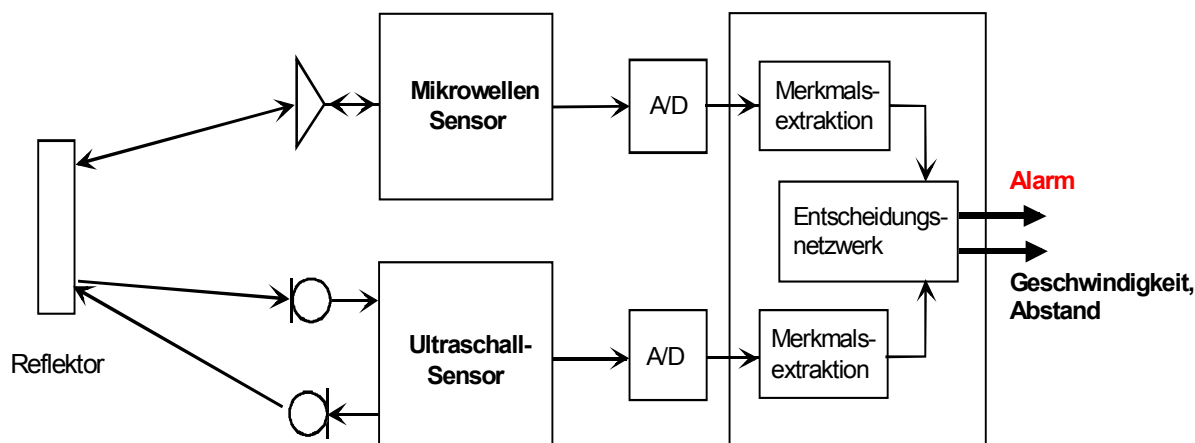 Mikrowellen
Sensor
A/D
Merkmals-
extraktion
Alarm
Entscheidungs-
netzwerk
Geschwindigkeit,
Abstand
Reflektor
Ultraschall-
Sensor
A/D
Merkmals-
extraktion